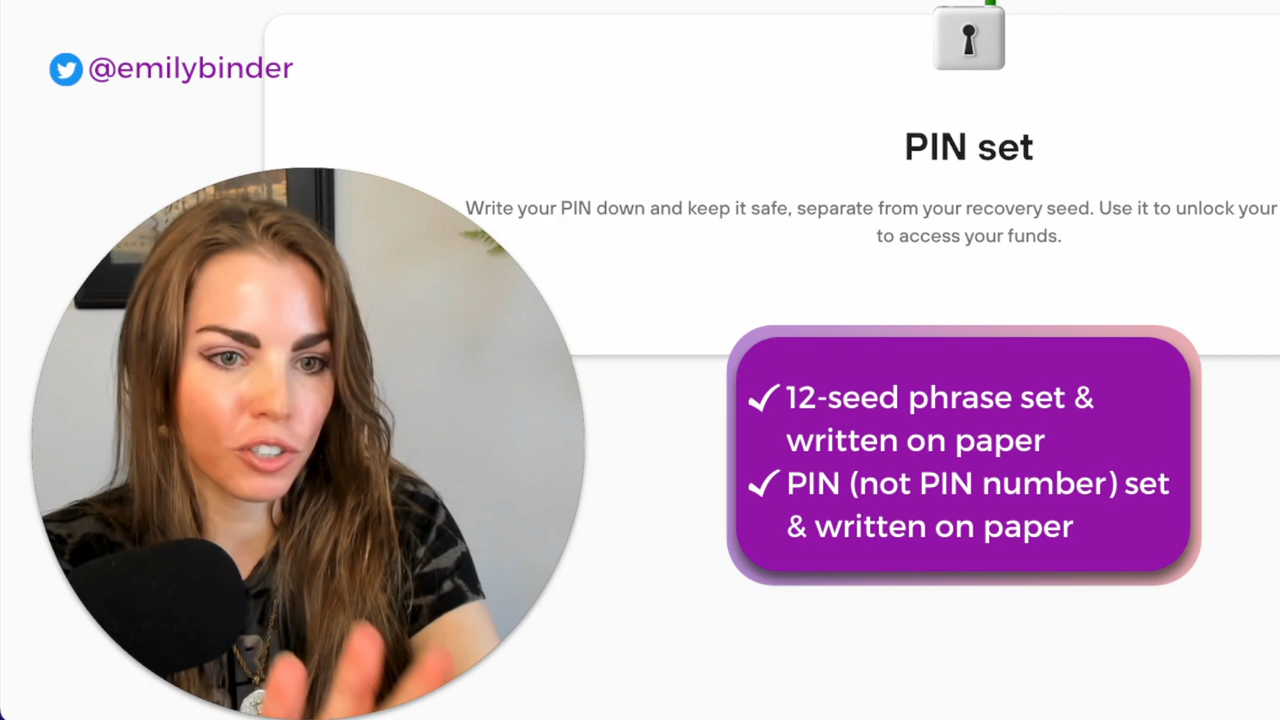 @emilybinder
PIN set
Write your PIN down and keep it safe, separate from your recovery seed. Use it to unlock your
to access your funds.
✓ 12-seed phrase set &
written on paper
✓ PIN (not PIN number) set
& written on paper